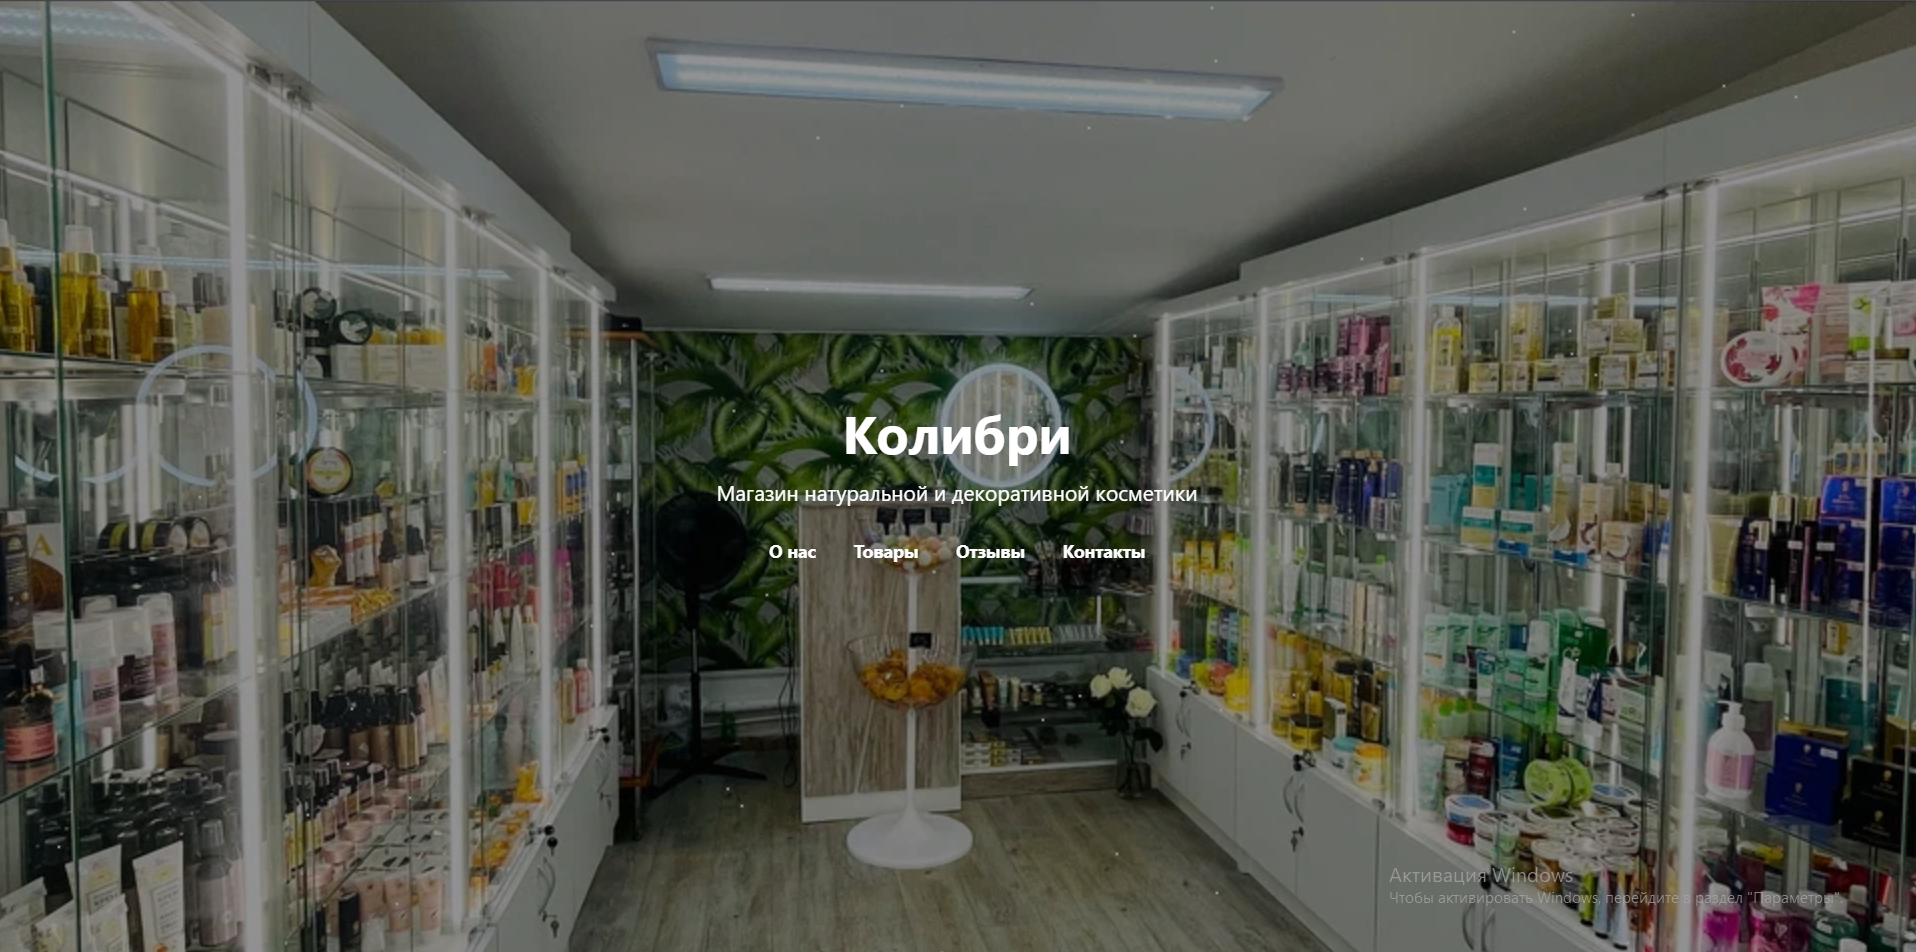 Колибри
Магазин натуральной и декоративной косметики
О нас Товары Отзывы Контакты
Активация Windows
Чтобы активировать Windows, перейдите в раздел "Параметры".